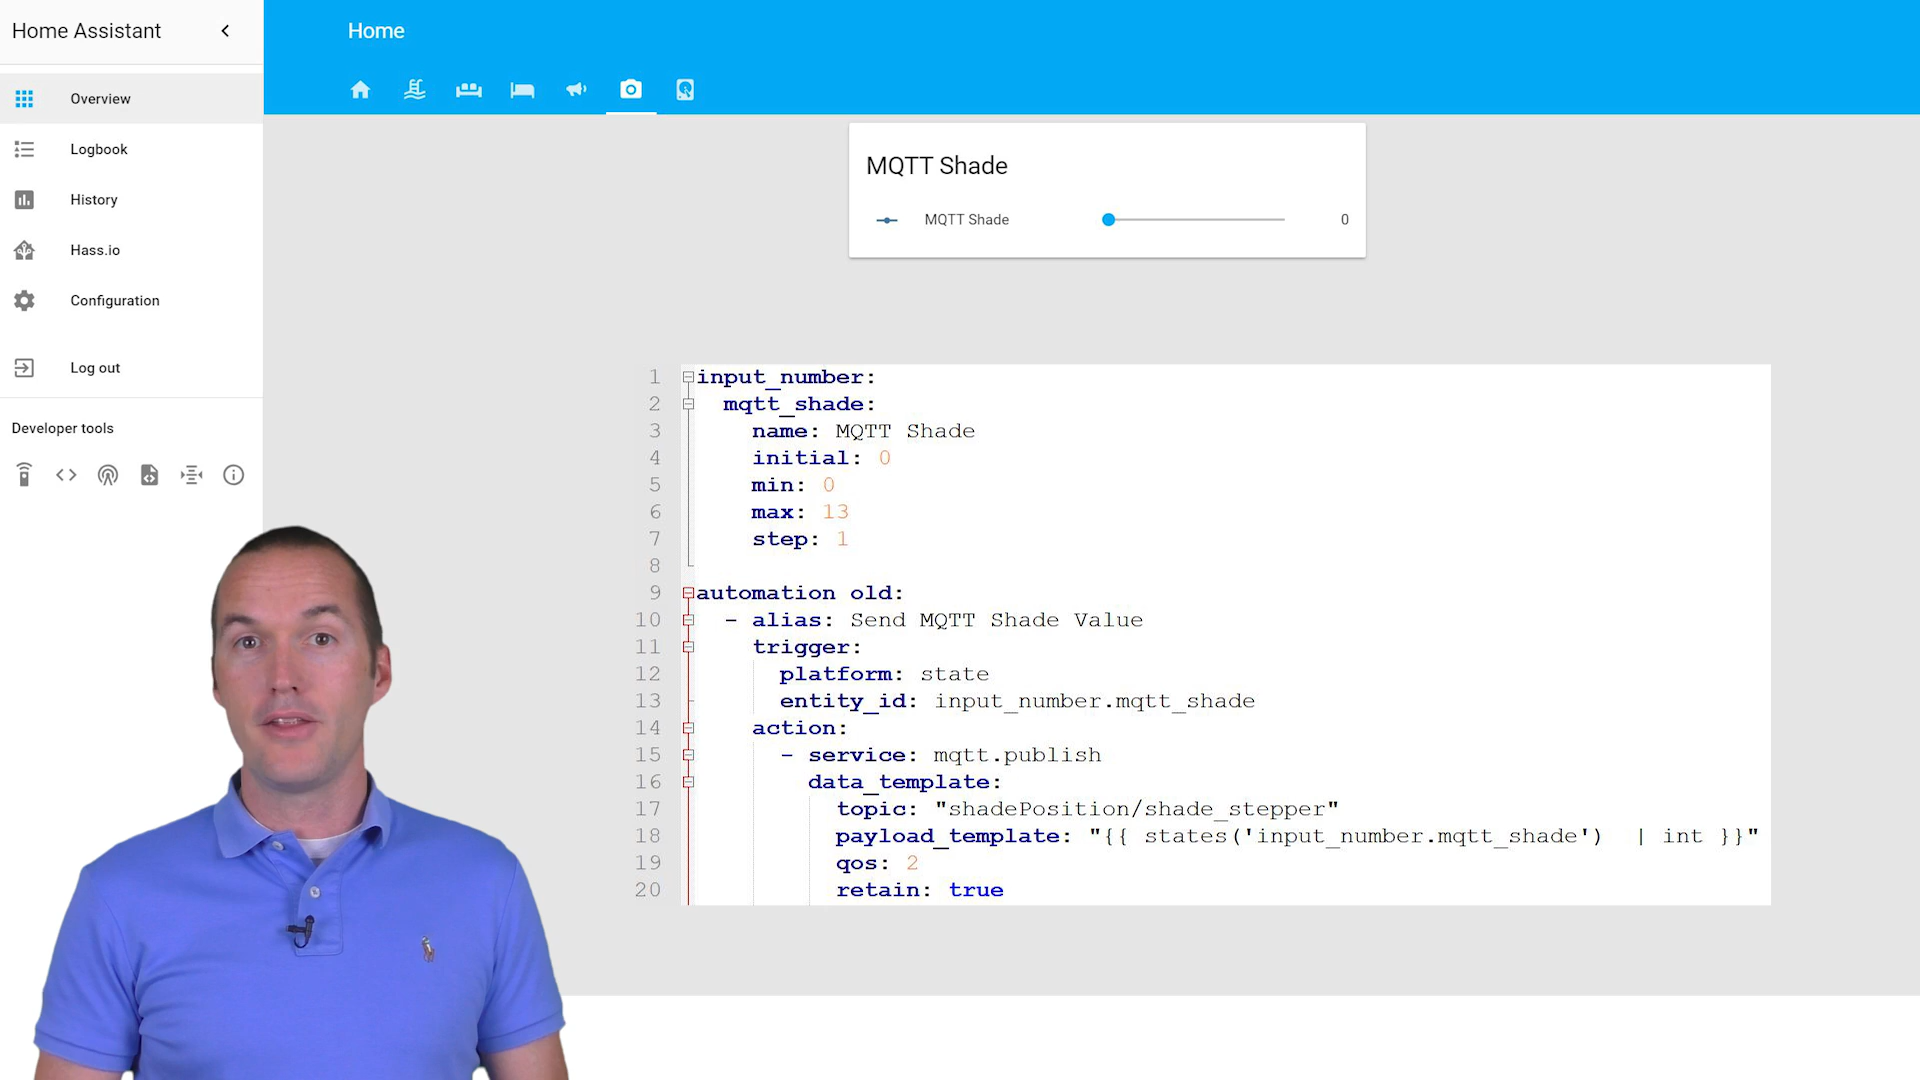 Home Assistant
Home
Overview
Logbook
History
Hass.io
Configuration
Log out
Developer tools
MQTT Shade
MQTT Shade 0
1 input_number:
2 mqtt_shade:
3 name: MQTT Shade
4 initial: 0
5 min: 0
6 max: 13
7 step: 1
8
9 automation old:
10 - alias: Send MQTT Shade Value
11 trigger:
12 platform: state
13 entity_id: input_number.mqtt_shade
14 action:
15 - service: mqtt.publish
16 data_template:
17 topic: "shadePosition/shade_stepper"
18 payload_template: "{{ states('input_number.mqtt_shade') | int }}"
19 qos: 2
20 retain: true